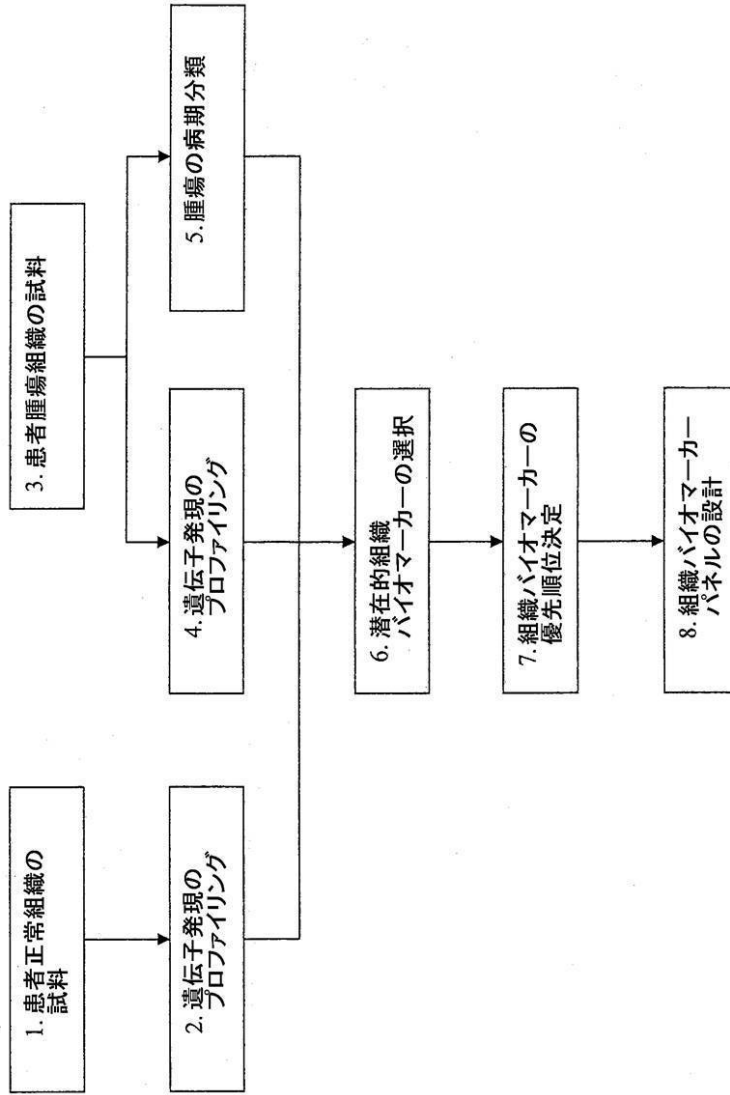 1. 患者正常組織の
試料
2. 遺伝子発現の
プロファイリング
3. 患者腫瘍組織の試料
4. 遺伝子発現の
プロファイリング
5. 腫瘍の病期分類
6. 潜在的組織
バイオマーカーの選択
7. 組織バイオマーカーの
優先順位決定
8. 組織バイオマーカー
パネルの設計